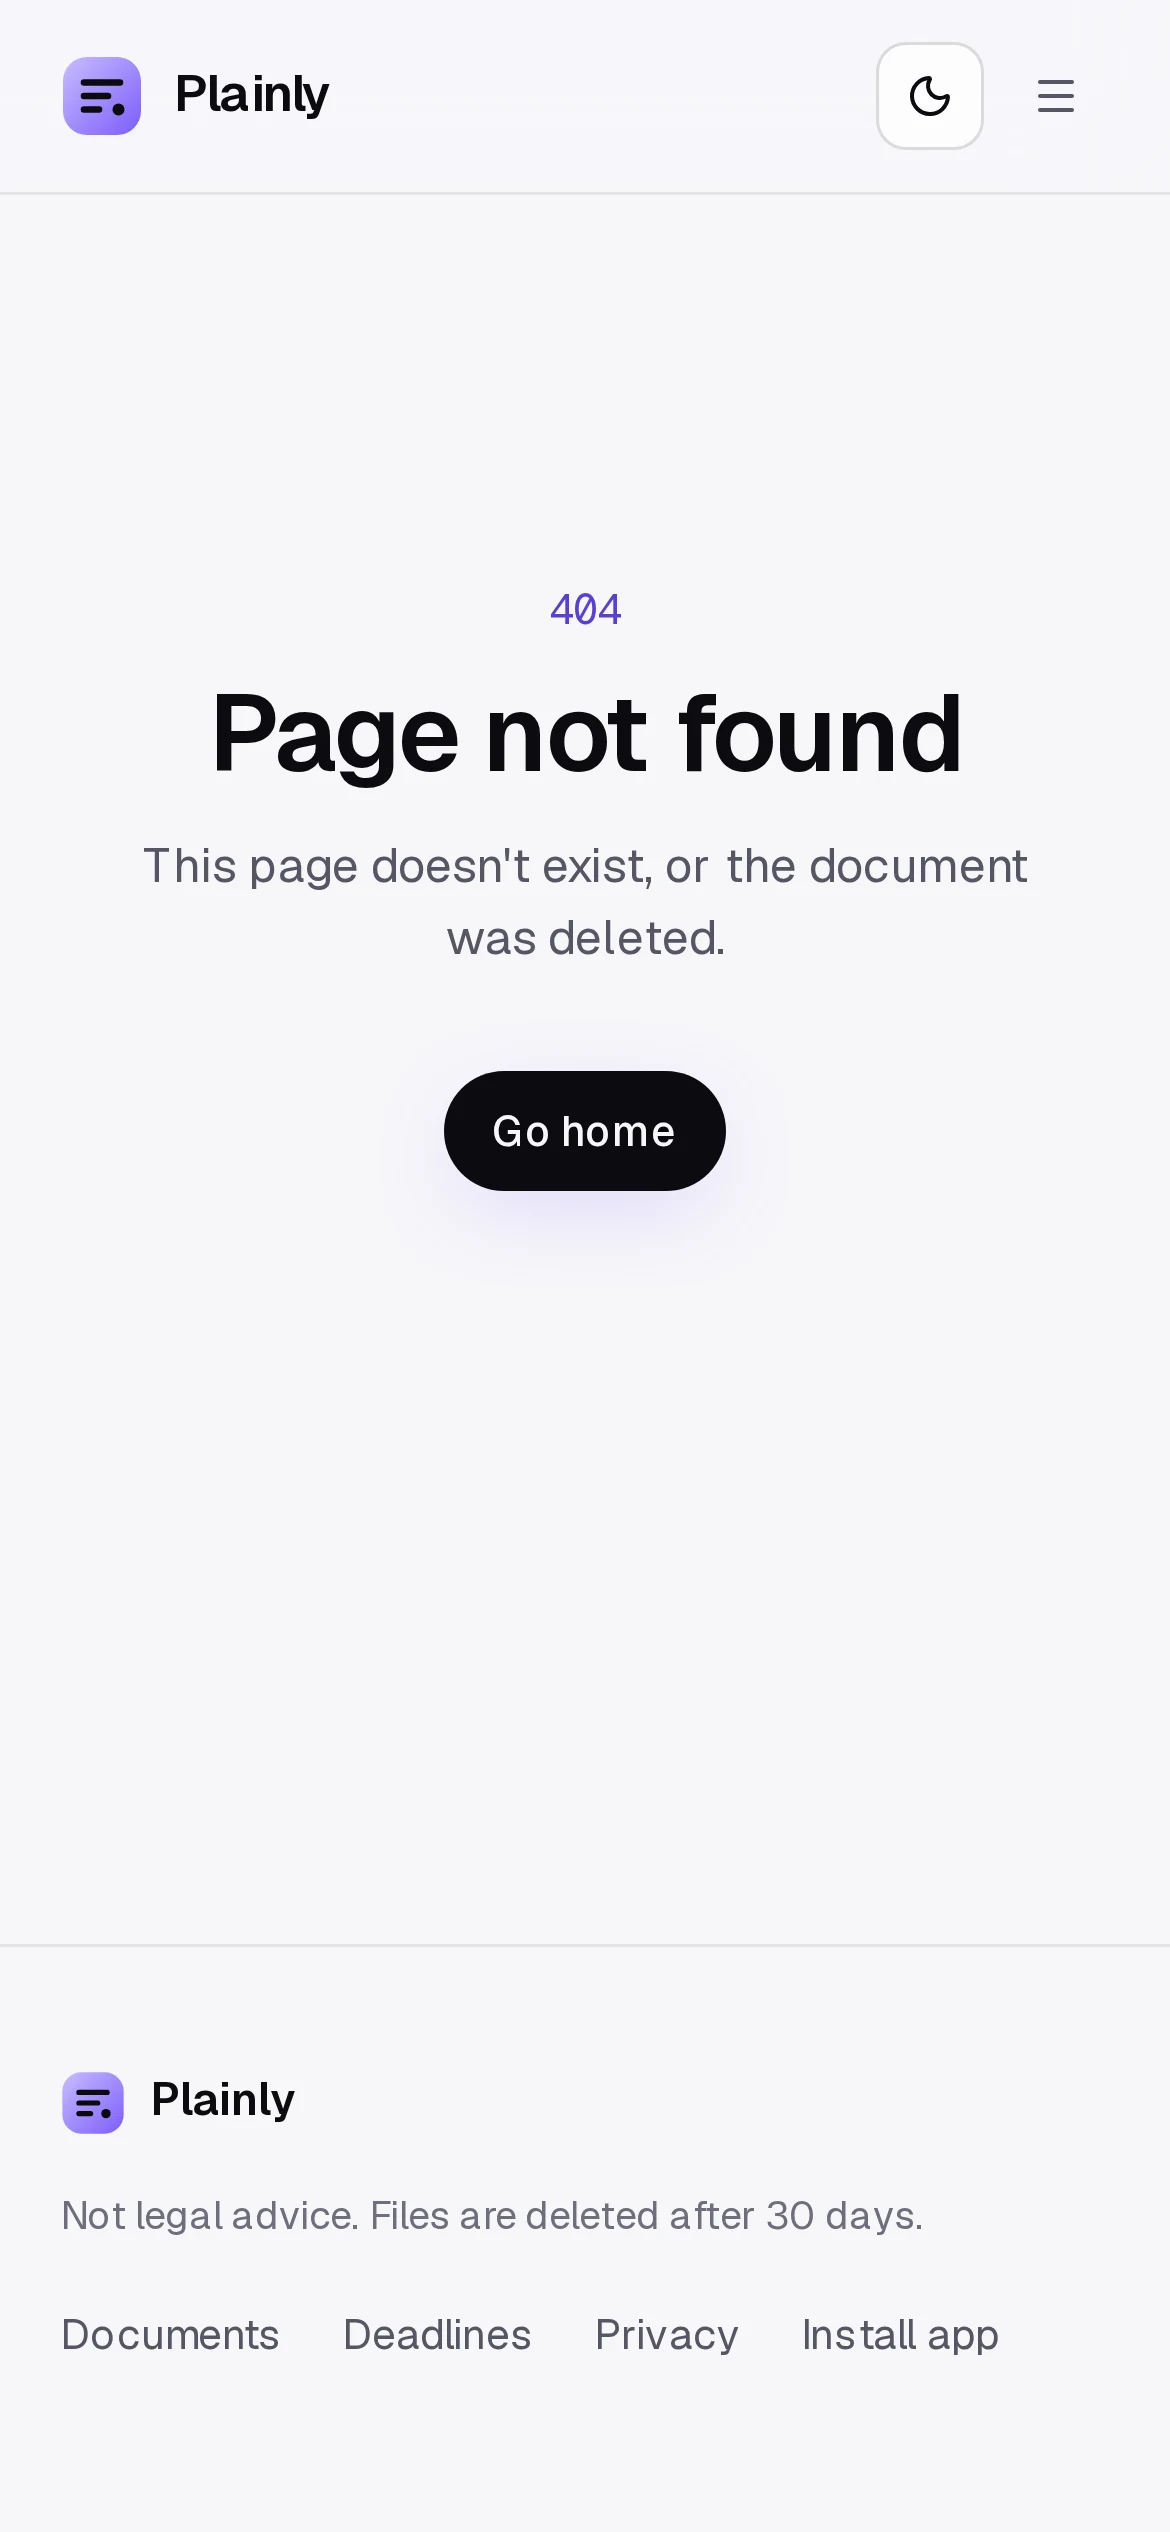 Plainly
404
Page not found
This page doesn't exist, or the document
was deleted.
Go home
Plainly
Not legal advice. Files are deleted after 30 days.
Documents Deadlines Privacy Install app